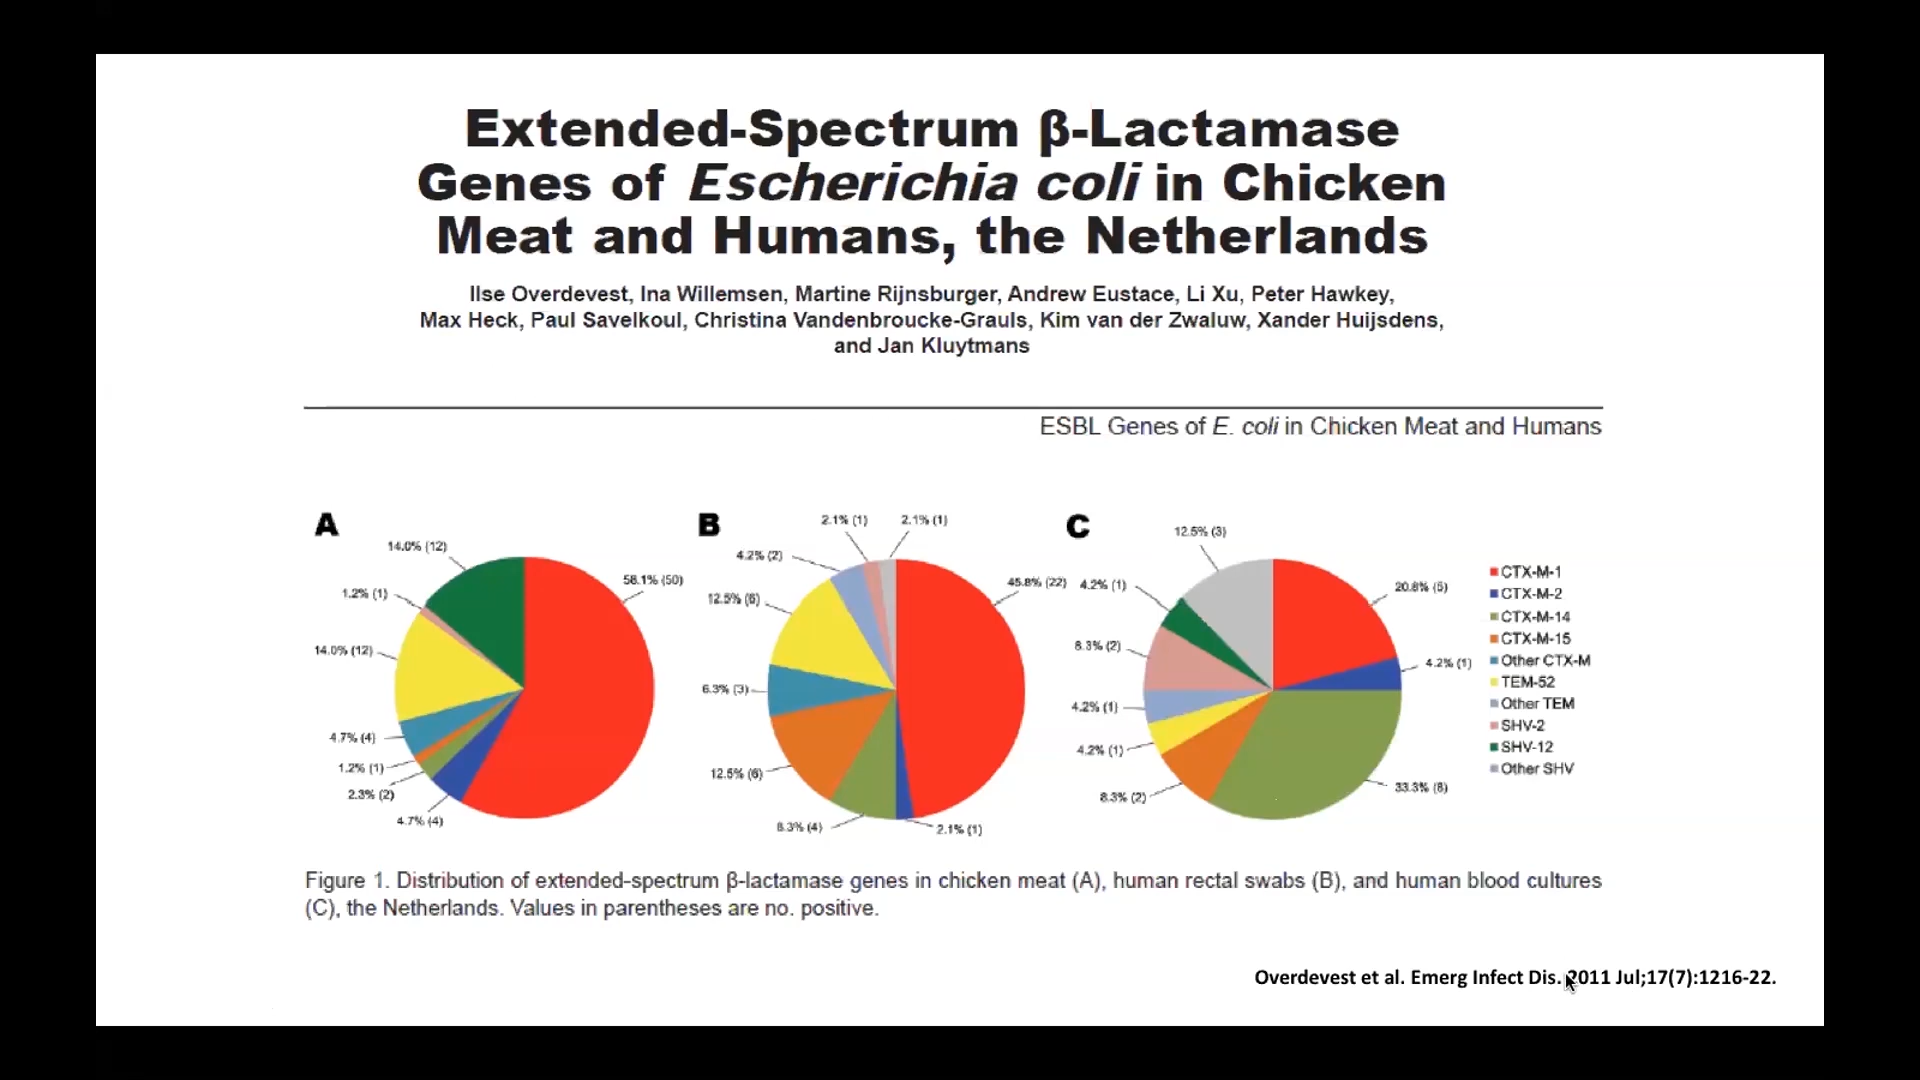 Extended-Spectrum β-Lactamase
Genes of Escherichia coli in Chicken
Meat and Humans, the Netherlands
Ilse Overdevest, Ina Willemsen, Martine Rijnsburger, Andrew Eustace, Li Xu, Peter Hawkey,
Max Heck, Paul Savelkoul, Christina Vandenbroucke-Grauls, Kim van der Zwaluw, Xander Huijsdens,
and Jan Kluytmans
ESBL Genes of E. coli in Chicken Meat and Humans
A
14.0% (12)
58.1% (50)
1.2% (1)
14.0% (12)
4.7% (4)
1.2% (1)
2.3% (2)
4.7% (4)
B
2.1% (1)
2.1% (1)
4.2% (2)
45.8% (22)
12.5% (6)
6.3% (3)
12.5% (6)
8.3% (4)
2.1% (1)
C
12.5% (3)
4.2% (1)
20.8% (5)
8.3% (2)
4.2% (1)
4.2% (1)
4.2% (1)
8.3% (2)
33.3% (8)
CTX-M-1
CTX-M-2
CTX-M-14
CTX-M-15
Other CTX-M
TEM-52
Other TEM
SHV-2
SHV-12
Other SHV
Figure 1. Distribution of extended-spectrum β-lactamase genes in chicken meat (A), human rectal swabs (B), and human blood cultures
(C), the Netherlands. Values in parentheses are no. positive.
Overdevest et al. Emerg Infect Dis. 2011 Jul;17(7):1216-22.